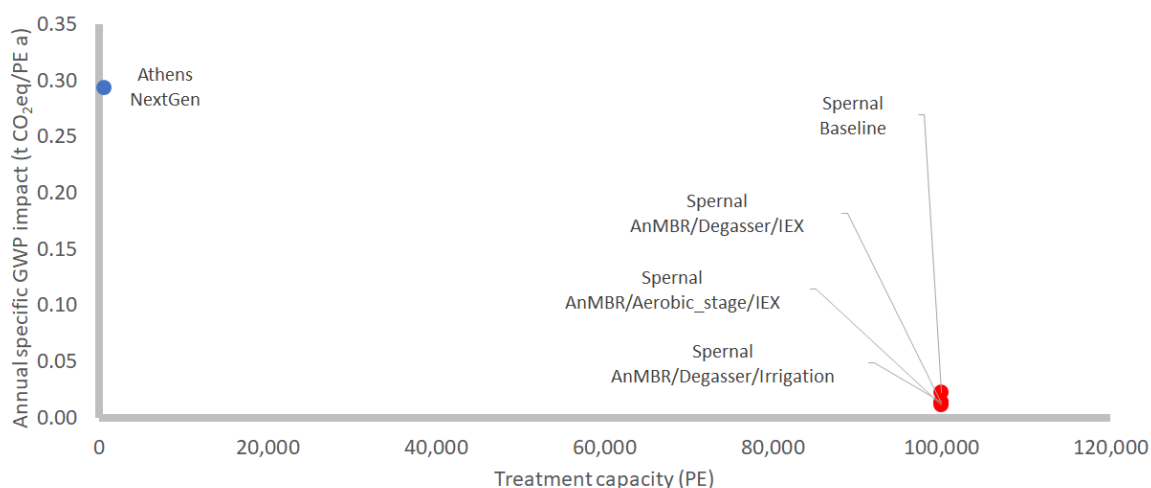 Annual specific GWP impact (t CO₂eq/PE a)
0.35
0.30
0.25
0.20
0.15
0.10
0.05
0.00
Athens
NextGen
Spernal
Baseline
Spernal
AnMBR/Degasser/IEX
Spernal
AnMBR/Aerobic_stage/IEX
Spernal
AnMBR/Degasser/Irrigation
0
20,000
40,000
60,000
80,000
100,000
120,000
Treatment capacity (PE)